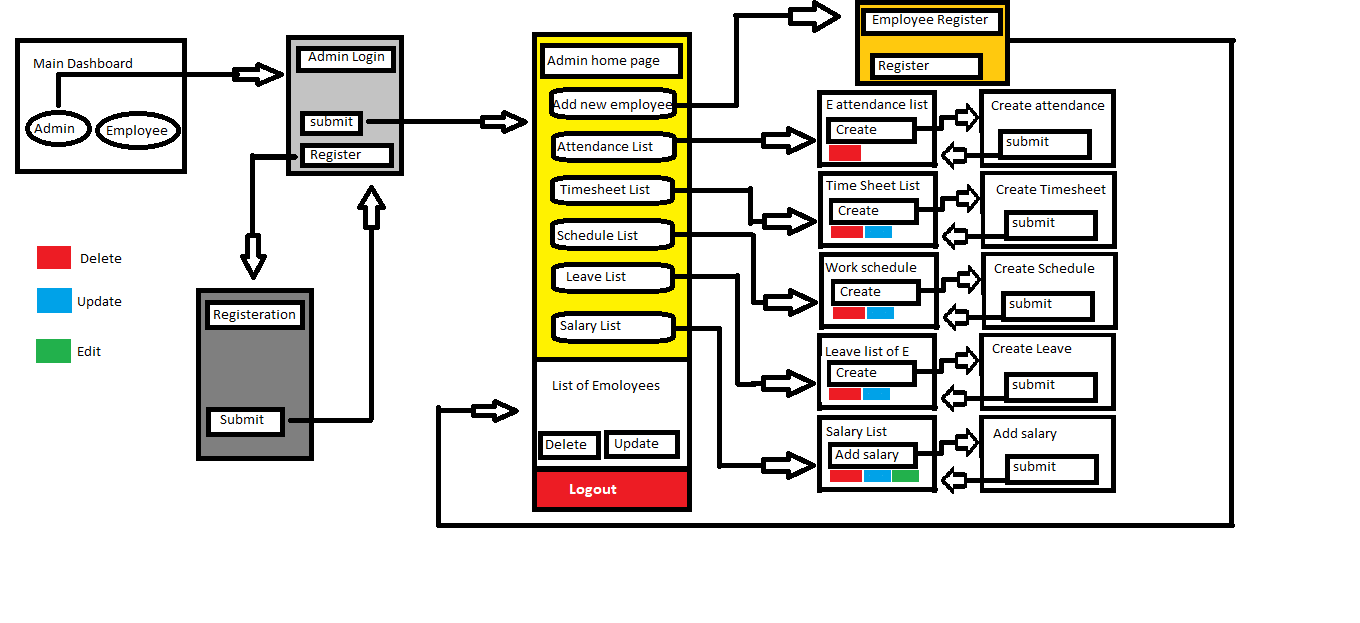 Main Dashboard
Admin
Employee
Admin Login
submit
Register
Delete
Update
Edit
Registeration
Submit
Admin home page
Add new employee
Attendance List
Timesheet List
Schedule List
Leave List
Salary List
List of Emoloyees
Delete
Update
Logout
Employee Register
Register
E attendance list
Create
Create attendance
submit
Time Sheet List
Create
Create Timesheet
submit
Work schedule
Create
Create Schedule
submit
Leave list of E
Create
Create Leave
submit
Salary List
Add salary
Add salary
submit